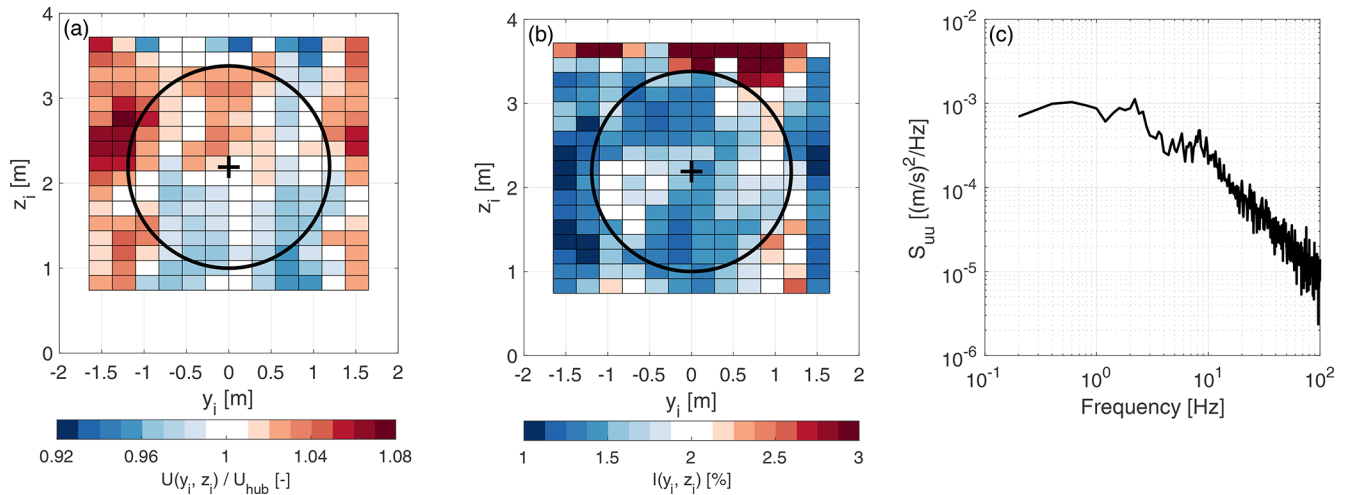 (a)
4
3
2
1
0
z_i [m]
-2 -1.5 -1 -0.5 0 0.5 1 1.5 2
y_i [m]
0.92 0.96 1 1.04 1.08
U(y_i, z_i) / U_hub [-]
(b)
4
3
2
1
0
z_i [m]
-2 -1.5 -1 -0.5 0 0.5 1 1.5 2
y_i [m]
1 1.5 2 2.5 3
I(y_i, z_i) [%]
(c)
10^-2
10^-3
10^-4
10^-5
10^-6
S_uu [(m/s)^2/Hz]
10^-1 10^0 10^1 10^2
Frequency [Hz]